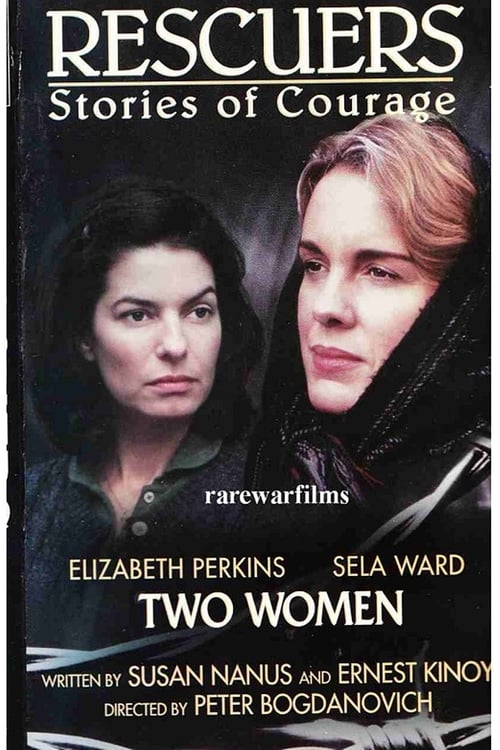 RESCUERS
Stories of Courage
rarewarfilms
ELIZABETH PERKINS SELA WARD
TWO WOMEN
WRITTEN BY SUSAN NANUS AND ERNEST KINOY
DIRECTED BY PETER BOGDANOVICH